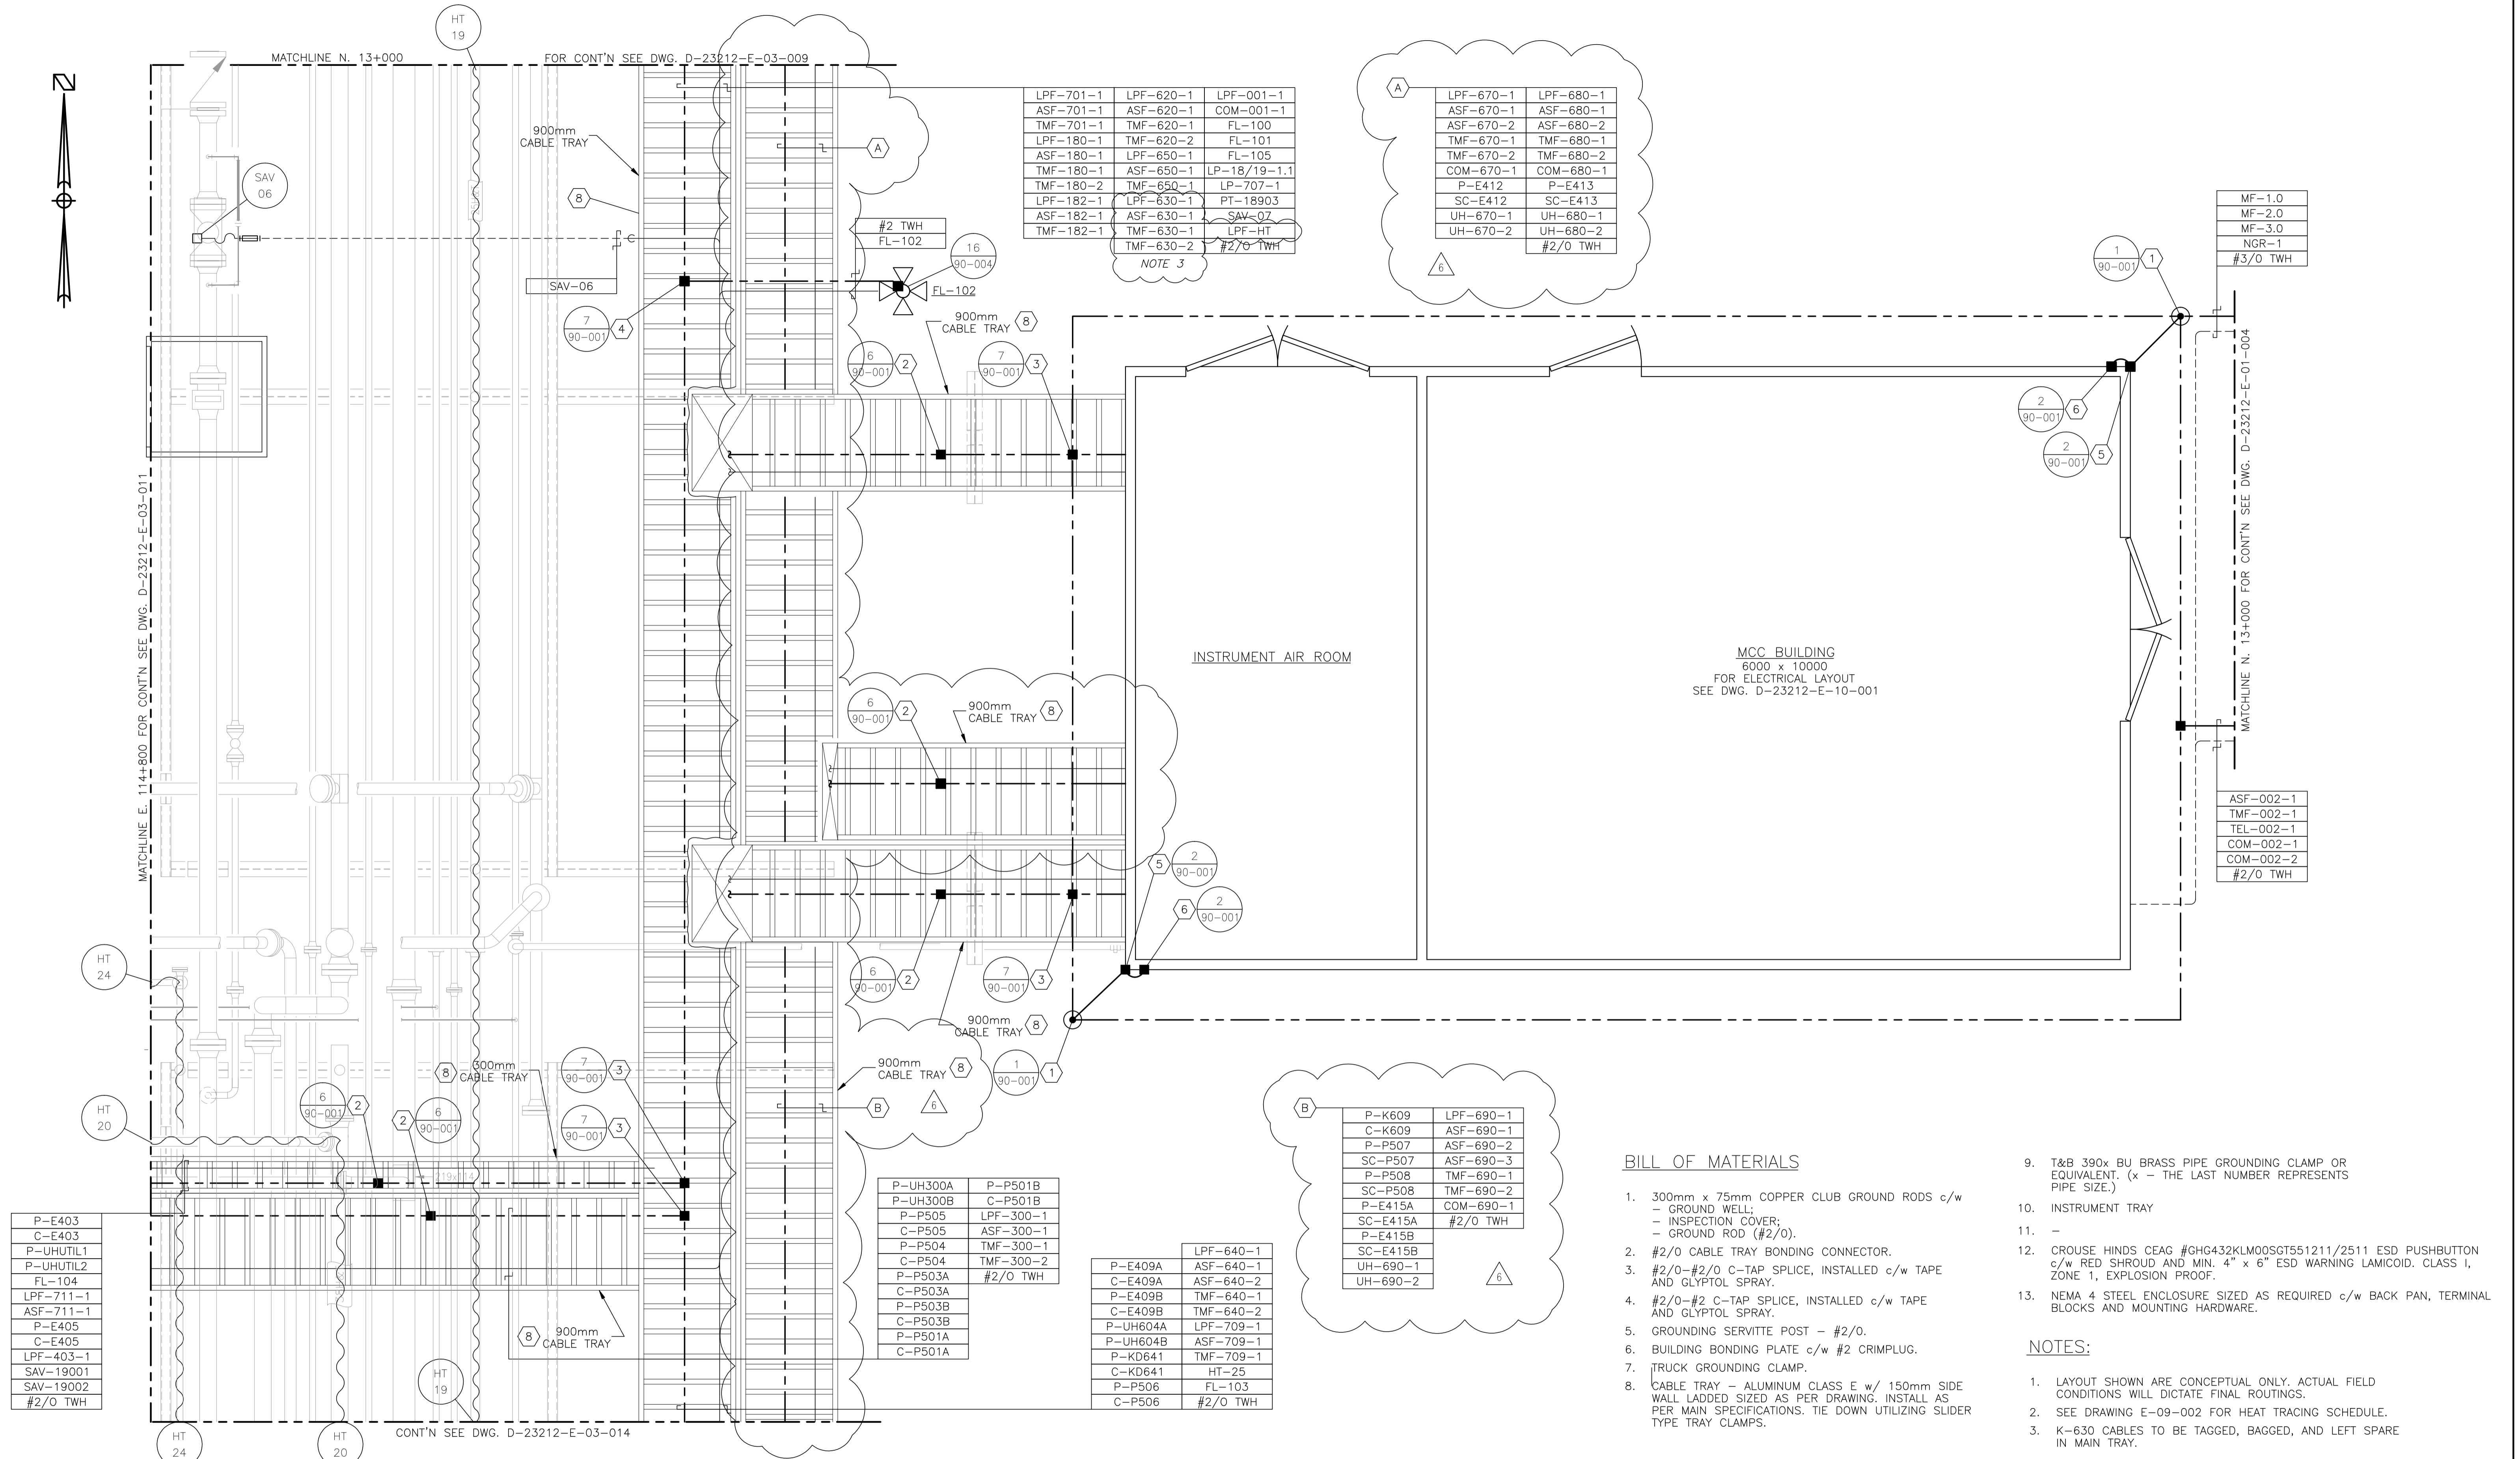 HT
19
MATCHLINE N. 13+000
FOR CONT'N SEE DWG. D-23212-E-03-009
N
900mm
CABLE TRAY
8
A
SAV
06
SAV-06
#2 TWH
FL-102
16
90-004
FL-102
7
90-001
4
LPF-701-1 LPF-620-1 LPF-001-1
ASF-701-1 ASF-620-1 COM-001-1
TMF-701-1 TMF-620-1 FL-100
LPF-180-1 TMF-620-2 FL-101
ASF-180-1 LPF-650-1 FL-105
TMF-180-1 ASF-650-1 LP-18/19-1.1
TMF-180-2 TMF-650-1 LP-707-1
LPF-182-1 LPF-630-1 PT-18903
ASF-182-1 ASF-630-1 SAV-07
TMF-182-1 TMF-630-1 LPF-HT
TMF-630-2 #2/0 TWH
NOTE 3
A
LPF-670-1 LPF-680-1
ASF-670-1 ASF-680-1
ASF-670-2 ASF-680-2
TMF-670-1 TMF-680-1
TMF-670-2 TMF-680-2
COM-670-1 COM-680-1
P-E412 P-E413
SC-E412 SC-E413
UH-670-1 UH-680-1
UH-670-2 UH-680-2
#2/0 TWH
6
MF-1.0
MF-2.0
MF-3.0
NGR-1
#3/0 TWH
1
90-001
1
2
90-001
6
2
90-001
5
MATCHLINE N. 13+000 FOR CONT'N SEE DWG. D-23212-E-01-004
900mm
CABLE TRAY
8
6
90-001
2
7
90-001
3
MATCHLINE E. 114+800 FOR CONT'N SEE DWG. D-23212-E-03-011
INSTRUMENT AIR ROOM
MCC BUILDING
6000 x 10000
FOR ELECTRICAL LAYOUT
SEE DWG. D-23212-E-10-001
6
90-001
2
900mm
CABLE TRAY
8
ASF-002-1
TMF-002-1
TEL-002-1
COM-002-1
COM-002-2
#2/0 TWH
5
2
90-001
6
2
90-001
6
90-001
2
7
90-001
3
900mm
CABLE TRAY
8
1
90-001
1
HT
24
HT
20
8
300mm
CABLE TRAY
7
90-001
3
6
90-001
2
2
6
90-001
7
90-001
3
219x114
900mm
CABLE TRAY
8
B
6
P-E403
C-E403
P-UHUTIL1
P-UHUTIL2
FL-104
LPF-711-1
ASF-711-1
P-E405
C-E405
LPF-403-1
SAV-19001
SAV-19002
#2/0 TWH
8
900mm
CABLE TRAY
HT
19
HT
24
HT
20
CONT'N SEE DWG. D-23212-E-03-014
P-UH300A P-P501B
P-UH300B C-P501B
P-P505 LPF-300-1
C-P505 ASF-300-1
P-P504 TMF-300-1
C-P504 TMF-300-2
P-P503A #2/0 TWH
C-P503A
P-P503B
C-P503B
P-P501A
C-P501A
LPF-640-1
P-E409A ASF-640-1
C-E409A ASF-640-2
P-E409B TMF-640-1
C-E409B TMF-640-2
P-UH604A LPF-709-1
P-UH604B ASF-709-1
P-KD641 TMF-709-1
C-KD641 HT-25
P-P506 FL-103
C-P506 #2/0 TWH
B
P-K609 LPF-690-1
C-K609 ASF-690-1
P-P507 ASF-690-2
SC-P507 ASF-690-3
P-P508 TMF-690-1
SC-P508 TMF-690-2
P-E415A COM-690-1
SC-E415A #2/0 TWH
P-E415B
SC-E415B
UH-690-1
UH-690-2
6
BILL OF MATERIALS
1. 300mm x 75mm COPPER CLUB GROUND RODS c/w
– GROUND WELL;
– INSPECTION COVER;
– GROUND ROD (#2/0).
2. #2/0 CABLE TRAY BONDING CONNECTOR.
3. #2/0-#2/0 C-TAP SPLICE, INSTALLED c/w TAPE
AND GLYPTOL SPRAY.
4. #2/0-#2 C-TAP SPLICE, INSTALLED c/w TAPE
AND GLYPTOL SPRAY.
5. GROUNDING SERVITTE POST – #2/0.
6. BUILDING BONDING PLATE c/w #2 CRIMPLUG.
7. TRUCK GROUNDING CLAMP.
8. CABLE TRAY – ALUMINUM CLASS E w/ 150mm SIDE
WALL LADDED SIZED AS PER DRAWING. INSTALL AS
PER MAIN SPECIFICATIONS. TIE DOWN UTILIZING SLIDER
TYPE TRAY CLAMPS.
9. T&B 390x BU BRASS PIPE GROUNDING CLAMP OR
EQUIVALENT. (x – THE LAST NUMBER REPRESENTS
PIPE SIZE.)
10. INSTRUMENT TRAY
11. –
12. CROUSE HINDS CEAG #GHG432KLM00SGT551211/2511 ESD PUSHBUTTON
c/w RED SHROUD AND MIN. 4" x 6" ESD WARNING LAMICOID. CLASS I,
ZONE 1, EXPLOSION PROOF.
13. NEMA 4 STEEL ENCLOSURE SIZED AS REQUIRED c/w BACK PAN, TERMINAL
BLOCKS AND MOUNTING HARDWARE.
NOTES:
1. LAYOUT SHOWN ARE CONCEPTUAL ONLY. ACTUAL FIELD
CONDITIONS WILL DICTATE FINAL ROUTINGS.
2. SEE DRAWING E-09-002 FOR HEAT TRACING SCHEDULE.
3. K-630 CABLES TO BE TAGGED, BAGGED, AND LEFT SPARE
IN MAIN TRAY.